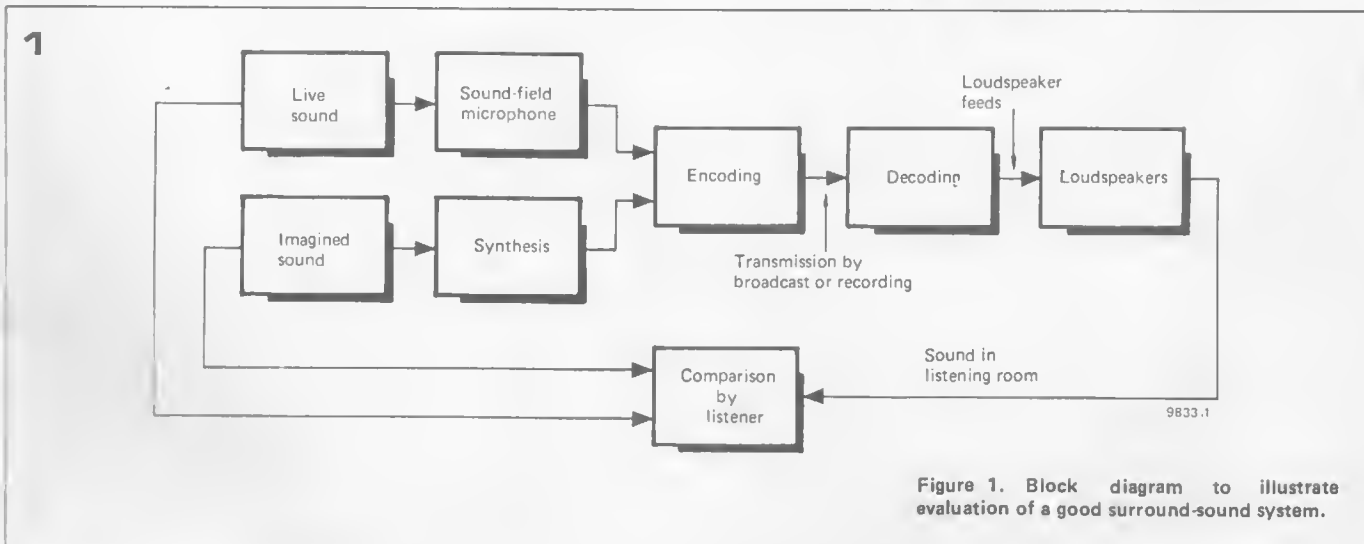 1
Live
sound
Sound-field
microphone
Imagined
sound
Synthesis
Encoding
Decoding
Loudspeaker
feeds
Loudspeakers
Transmission by
broadcast or recording
Comparison
by
listener
Sound in
listening room
9833.1
Figure 1. Block diagram to illustrate
evaluation of a good surround-sound system.